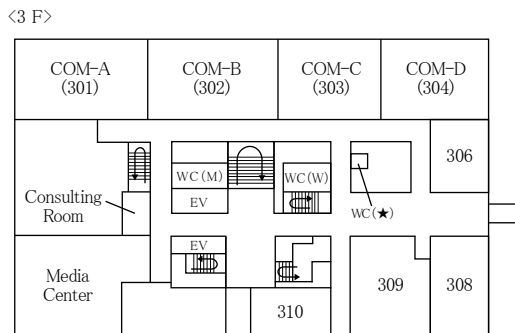 <3 F>
COM-A
(301)
COM-B
(302)
COM-C
(303)
COM-D
(304)
306
WC(M)
WC(W)
EV
WC(★)
Consulting
Room
EV
Media
Center
309
308
310